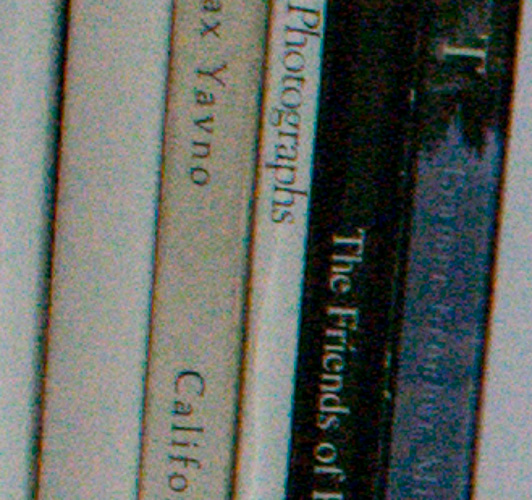 ax Yavno
Califo
Photographs
The Friends of
T